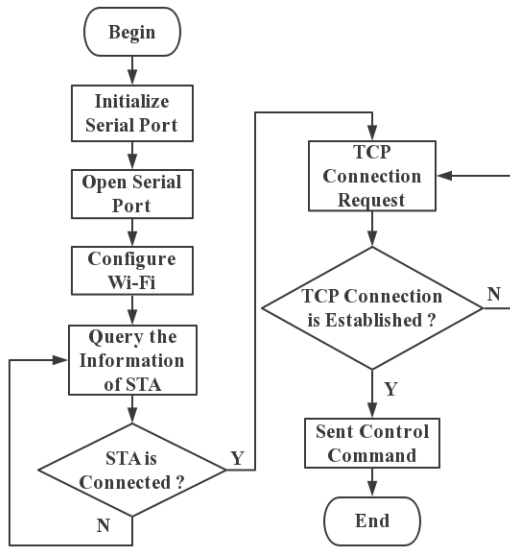 Begin
Initialize
Serial Port
Open Serial
Port
Configure
Wi-Fi
Query the
Information
of STA
STA is
Connected ?
Y
N
TCP
Connection
Request
TCP Connection
is Established ?
N
Y
Sent Control
Command
End